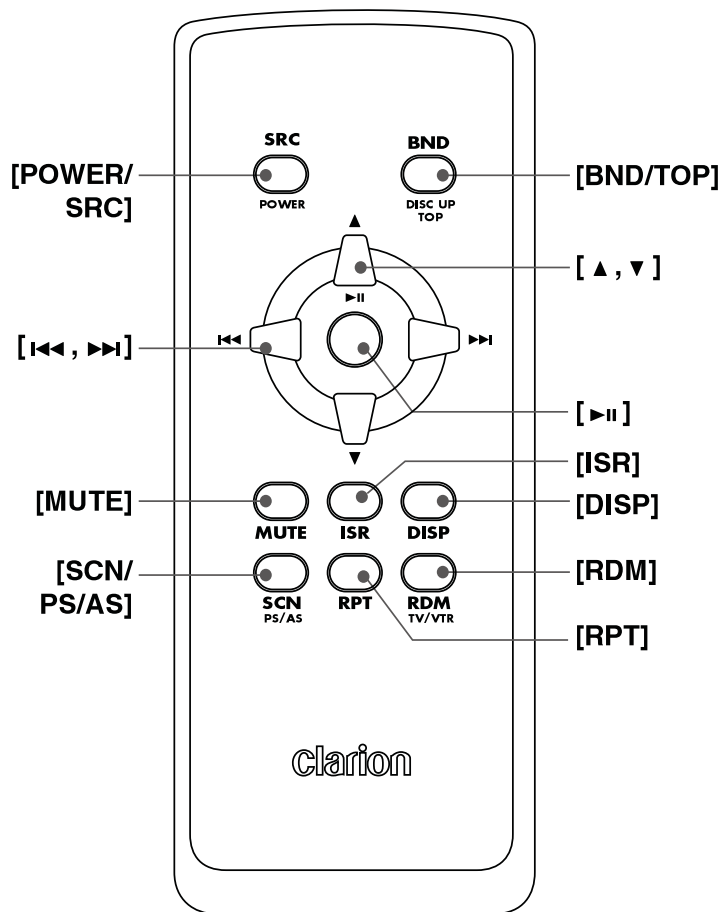 SRC
BND
[POWER/
SRC]
[BND/TOP]
POWER
DISC UP
TOP
▲
[ ▲ , ▼ ]
►II
[ I◄◄ , ►►I ]
I◄◄
►►I
[ ►II ]
▼
[ISR]
[MUTE]
[DISP]
MUTE
ISR
DISP
[SCN/
PS/AS]
[RDM]
SCN
RPT
RDM
PS/AS
TV/VTR
[RPT]
clarion